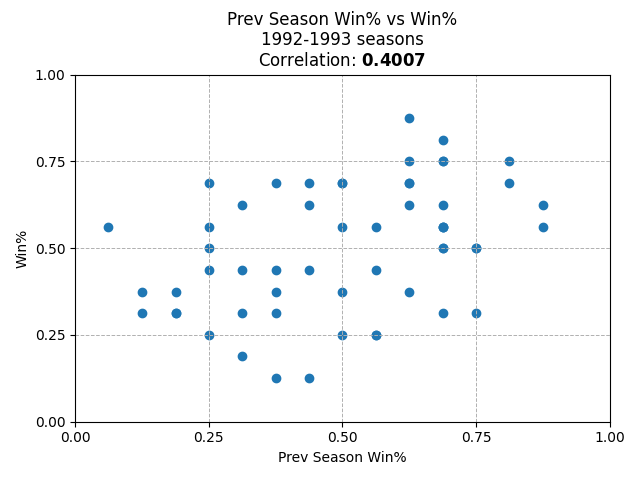 Prev Season Win% vs Win%
1992-1993 seasons
Correlation: 0.4007
1.00
0.75
0.50
0.25
0.00
Win%
0.00 0.25 0.50 0.75 1.00
Prev Season Win%